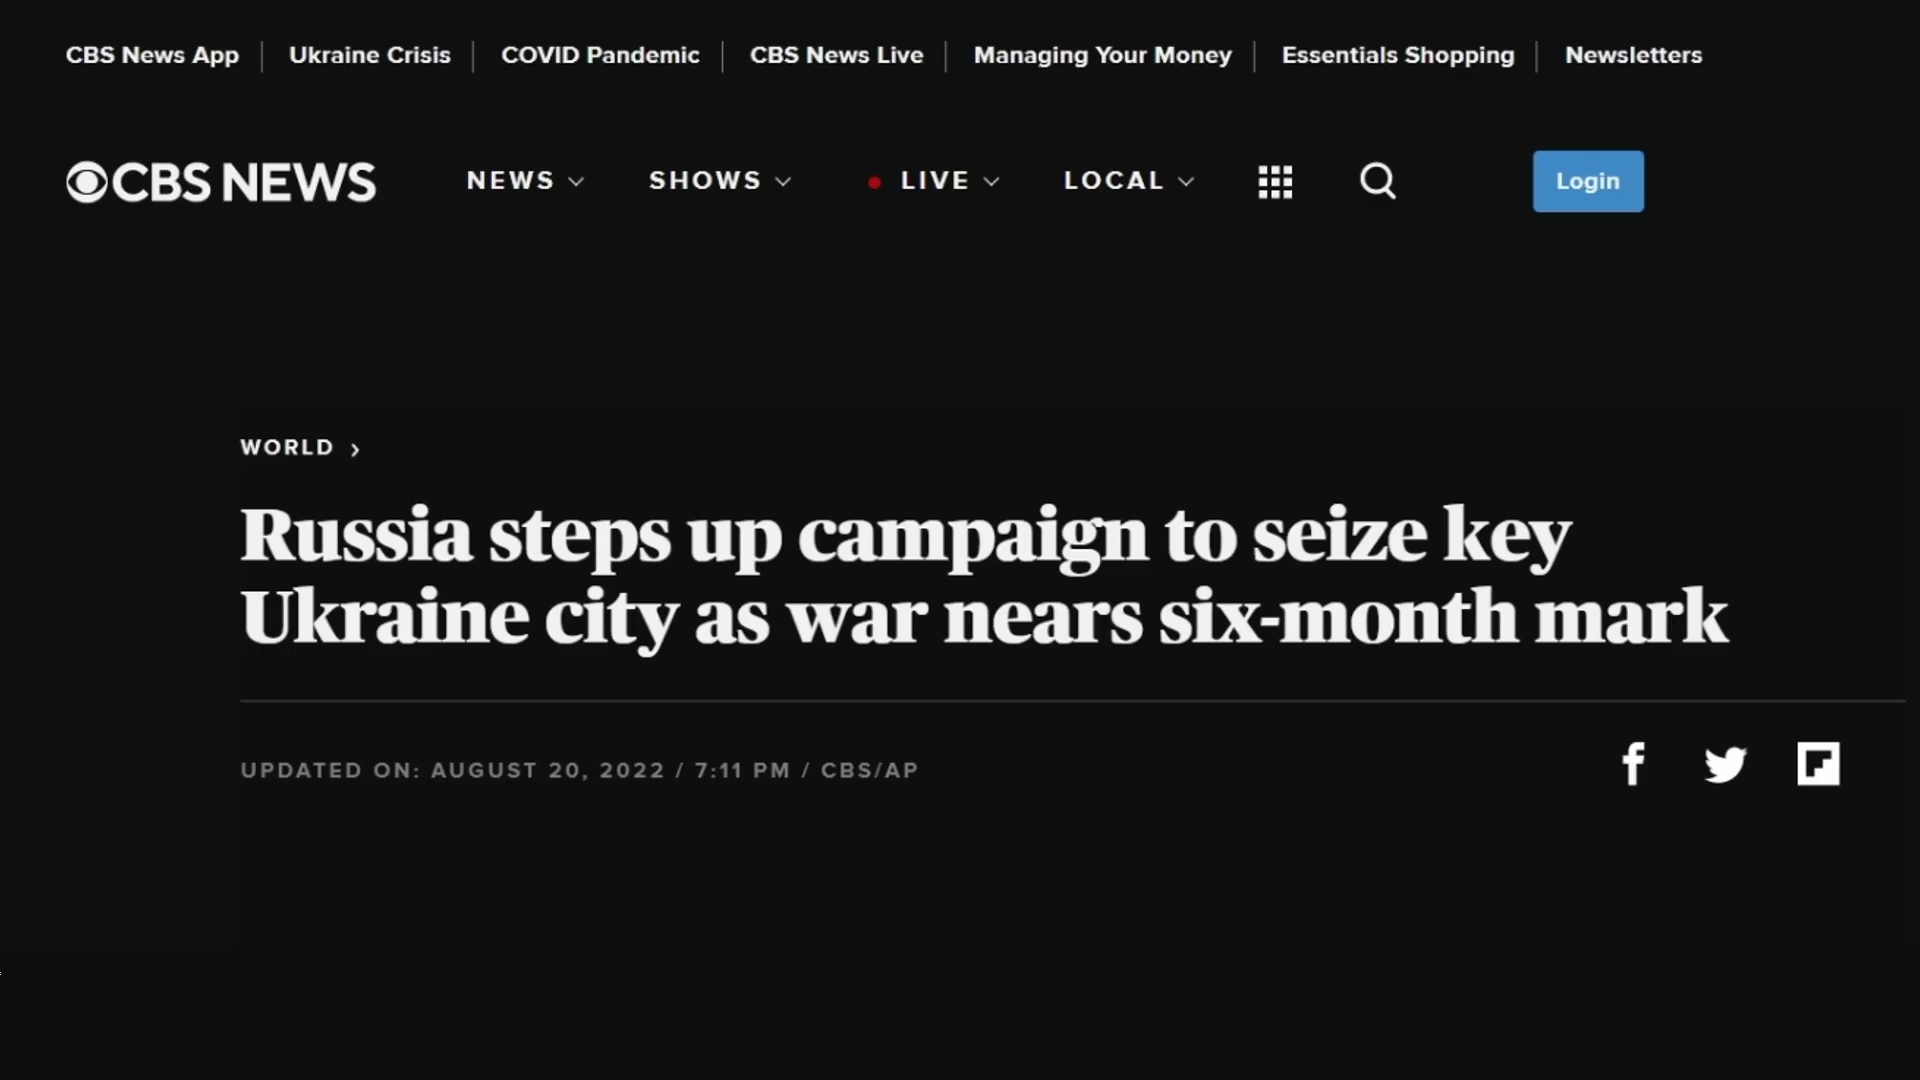 CBS News App Ukraine Crisis COVID Pandemic CBS News Live Managing Your Money Essentials Shopping Newsletters
CBS NEWS NEWS SHOWS LIVE LOCAL Login
WORLD
Russia steps up campaign to seize key
Ukraine city as war nears six-month mark
UPDATED ON: AUGUST 20, 2022 / 7:11 PM / CBS/AP